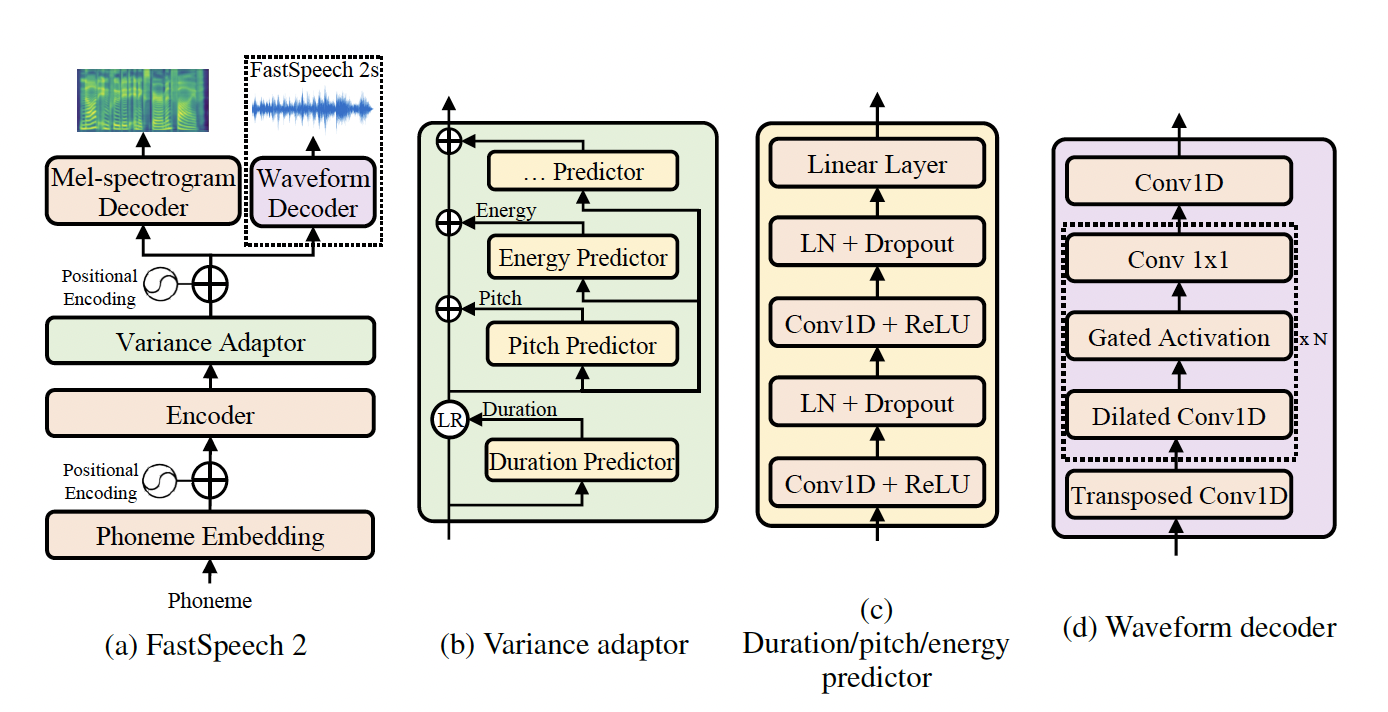 FastSpeech 2s
Mel-spectrogram
Decoder
Waveform
Decoder
Positional
Encoding
Variance Adaptor
Encoder
Positional
Encoding
Phoneme Embedding
Phoneme
(a) FastSpeech 2
… Predictor
Energy
Energy Predictor
Pitch
Pitch Predictor
LR
Duration
Duration Predictor
(b) Variance adaptor
Linear Layer
LN + Dropout
Conv1D + ReLU
LN + Dropout
Conv1D + ReLU
(c)
Duration/pitch/energy
predictor
Conv1D
Conv 1x1
Gated Activation
x N
Dilated Conv1D
Transposed Conv1D
(d) Waveform decoder